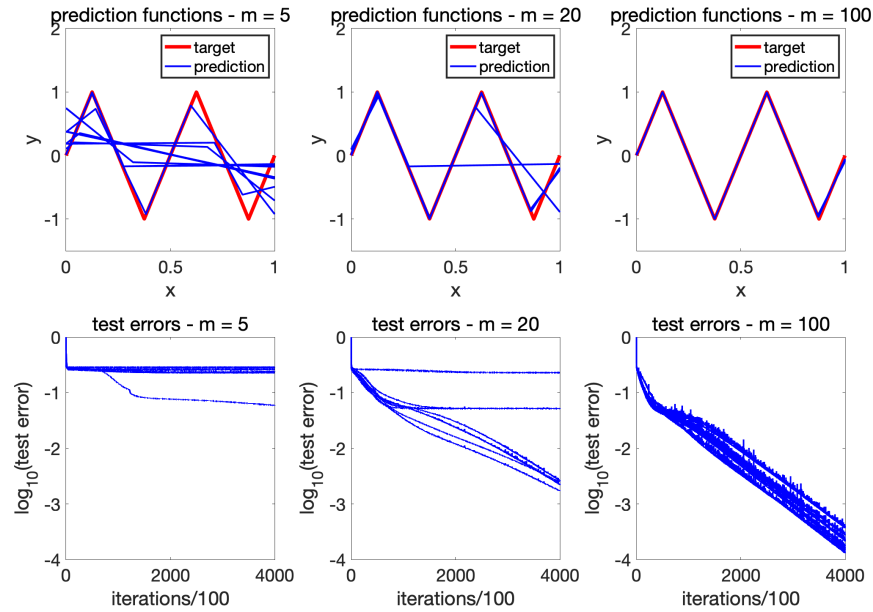 prediction functions - m = 5
prediction functions - m = 20
prediction functions - m = 100
2
1
0
-1
y
target
prediction
0
0.5
1
x
2
1
0
-1
y
target
prediction
0
0.5
1
x
2
1
0
-1
y
target
prediction
0
0.5
1
x
test errors - m = 5
test errors - m = 20
test errors - m = 100
0
-1
-2
-3
-4
log10(test error)
0
2000
4000
iterations/100
0
-1
-2
-3
-4
log10(test error)
0
2000
4000
iterations/100
0
-1
-2
-3
-4
log10(test error)
0
2000
4000
iterations/100